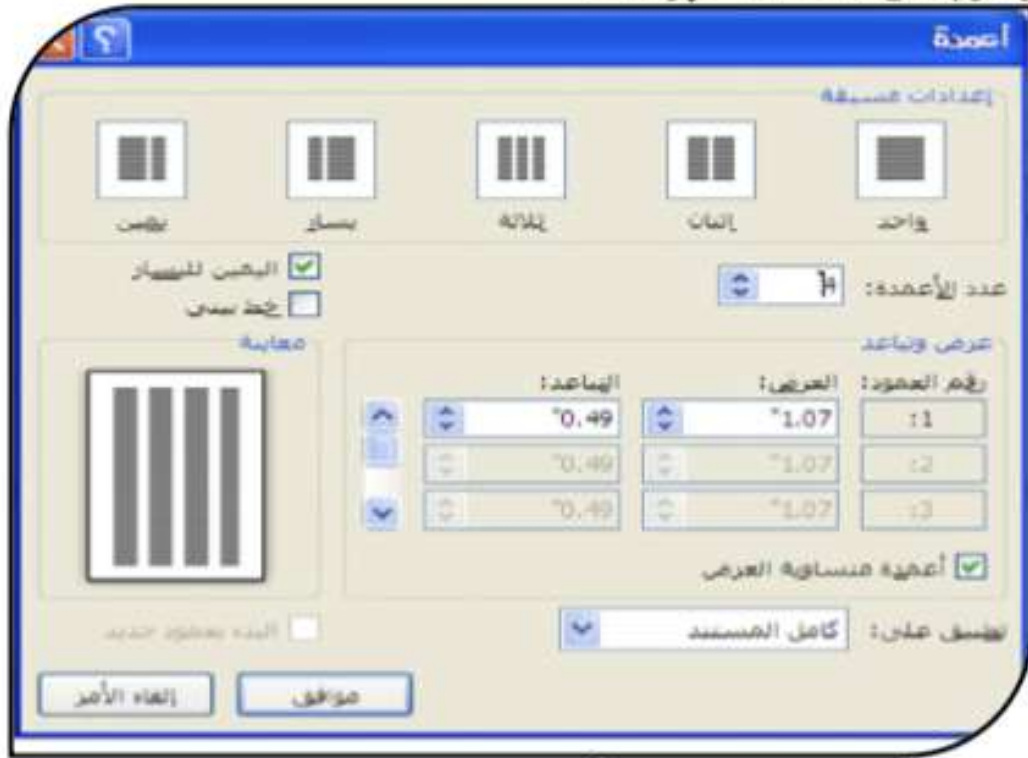 أعمدة
إعدادات مسبقة
واحد إثنان ثلاثة يسار يمين
عدد الأعمدة: 4
اليمين لليسار
خط بيني
عرض وتباعد
رقم العمود: العرض: التباعد:
1: 1.07" 0.49"
2: 1.07" 0.49"
3: 1.07" 0.49"
أعمدة متساوية العرض
معاينة
تطبيق على: كامل المستند
البدء بعمود جديد
موافق إلغاء الأمر